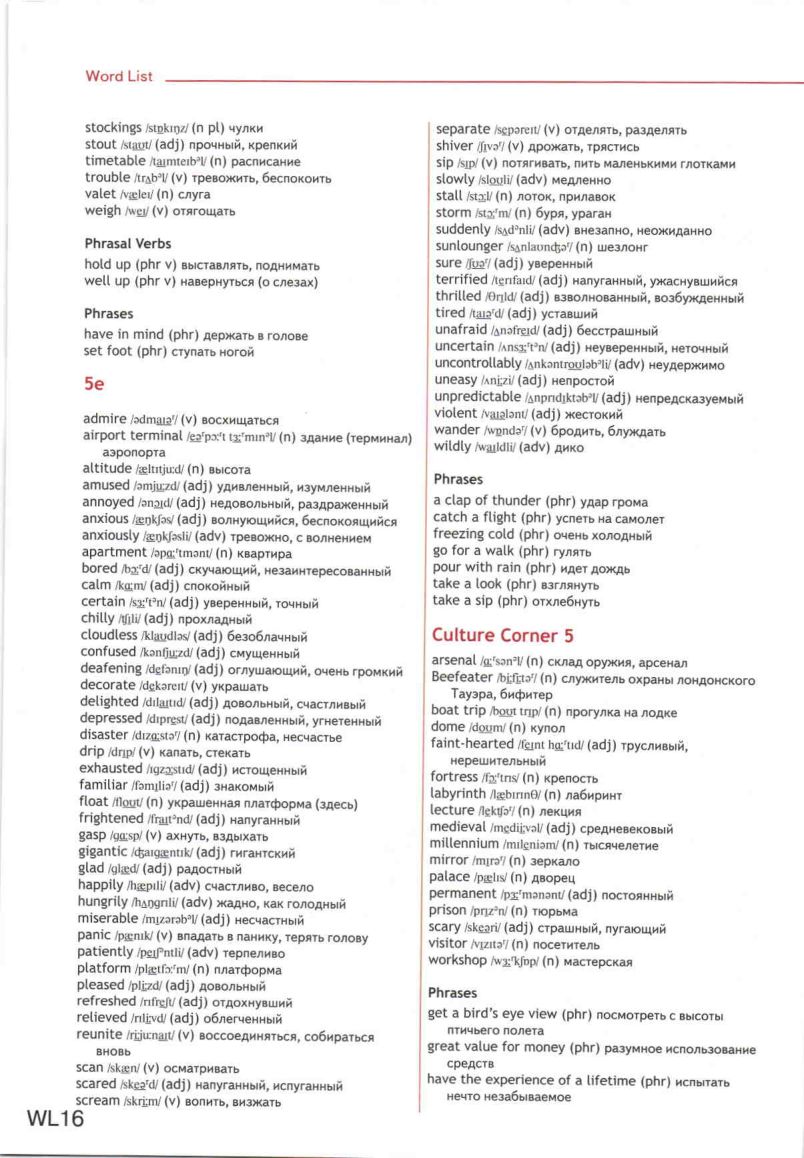 Word List
stockings /stɒkɪŋz/ (n pl) чулки
stout /staʊt/ (adj) прочный, крепкий
timetable /taɪmteɪbᵊl/ (n) расписание
trouble /trʌbᵊl/ (v) тревожить, беспокоить
valet /væleɪ/ (n) слуга
weigh /weɪ/ (v) отягощать
Phrasal Verbs
hold up (phr v) выставлять, поднимать
well up (phr v) навернуться (о слезах)
Phrases
have in mind (phr) держать в голове
set foot (phr) ступать ногой
5e
admire /ədmaɪəʳ/ (v) восхищаться
airport terminal /eəʳpɔːʳt tɜːʳmɪnᵊl/ (n) здание (терминал)
аэропорта
altitude /æltɪtjuːd/ (n) высота
amused /əmjuːzd/ (adj) удивленный, изумленный
annoyed /ənɔɪd/ (adj) недовольный, раздраженный
anxious /æŋkʃəs/ (adj) волнующийся, беспокоящийся
anxiously /æŋkʃəsli/ (adv) тревожно, с волнением
apartment /əpɑːʳtmənt/ (n) квартира
bored /bɔːʳd/ (adj) скучающий, незаинтересованный
calm /kɑːm/ (adj) спокойный
certain /sɜːʳtᵊn/ (adj) уверенный, точный
chilly /tʃɪli/ (adj) прохладный
cloudless /klaʊdləs/ (adj) безоблачный
confused /kənfjuːzd/ (adj) смущенный
deafening /defənɪŋ/ (adj) оглушающий, очень громкий
decorate /dekəreɪt/ (v) украшать
delighted /dɪlaɪtɪd/ (adj) довольный, счастливый
depressed /dɪprest/ (adj) подавленный, угнетенный
disaster /dɪzɑːstəʳ/ (n) катастрофа, несчастье
drip /drɪp/ (v) капать, стекать
exhausted /ɪgzɔːstɪd/ (adj) истощенный
familiar /fəmɪliəʳ/ (adj) знакомый
float /floʊt/ (n) украшенная платформа (здесь)
frightened /fraɪtᵊnd/ (adj) напуганный
gasp /gɑːsp/ (v) ахнуть, вздыхать
gigantic /dʒaɪgæntɪk/ (adj) гигантский
glad /glæd/ (adj) радостный
happily /hæpɪli/ (adv) счастливо, весело
hungrily /hʌŋgrɪli/ (adv) жадно, как голодный
miserable /mɪzərəbᵊl/ (adj) несчастный
panic /pænɪk/ (v) впадать в панику, терять голову
patiently /peɪʃᵊntli/ (adv) терпеливо
platform /plætfɔːʳm/ (n) платформа
pleased /pliːzd/ (adj) довольный
refreshed /rɪfreʃt/ (adj) отдохнувший
relieved /rɪliːvd/ (adj) облегченный
reunite /riːjuːnaɪt/ (v) воссоединяться, собираться
вновь
scan /skæn/ (v) осматривать
scared /skeəʳd/ (adj) напуганный, испуганный
scream /skriːm/ (v) вопить, визжать
WL16
separate /sepəreɪt/ (v) отделять, разделять
shiver /ʃɪvəʳ/ (v) дрожать, трястись
sip /sɪp/ (v) потягивать, пить маленькими глотками
slowly /sloʊli/ (adv) медленно
stall /stɔːl/ (n) лоток, прилавок
storm /stɔːʳm/ (n) буря, ураган
suddenly /sʌdᵊnli/ (adv) внезапно, неожиданно
sunlounger /sʌnlaʊndʒəʳ/ (n) шезлонг
sure /ʃʊəʳ/ (adj) уверенный
terrified /terɪfaɪd/ (adj) напуганный, ужаснувшийся
thrilled /θrɪld/ (adj) взволнованный, возбужденный
tired /taɪəʳd/ (adj) уставший
unafraid /ʌnəfreɪd/ (adj) бесстрашный
uncertain /ʌnsɜːʳtᵊn/ (adj) неуверенный, неточный
uncontrollably /ʌnkəntroʊləbᵊli/ (adv) неудержимо
uneasy /ʌniːzi/ (adj) непростой
unpredictable /ʌnprɪdɪktəbᵊl/ (adj) непредсказуемый
violent /vaɪələnt/ (adj) жестокий
wander /wɒndəʳ/ (v) бродить, блуждать
wildly /waɪldli/ (adv) дико
Phrases
a clap of thunder (phr) удар грома
catch a flight (phr) успеть на самолет
freezing cold (phr) очень холодный
go for a walk (phr) гулять
pour with rain (phr) идет дождь
take a look (phr) взглянуть
take a sip (phr) отхлебнуть
Culture Corner 5
arsenal /ɑːʳsənᵊl/ (n) склад оружия, арсенал
Beefeater /biːfiːtəʳ/ (n) служитель охраны лондонского
Тауэра, бифитер
boat trip /boʊt trɪp/ (n) прогулка на лодке
dome /doʊm/ (n) купол
faint-hearted /feɪnt hɑːʳtɪd/ (adj) трусливый,
нерешительный
fortress /fɔːʳtrɪs/ (n) крепость
labyrinth /læbɪrɪnθ/ (n) лабиринт
lecture /lektʃəʳ/ (n) лекция
medieval /mediiːvəl/ (adj) средневековый
millennium /mɪleniəm/ (n) тысячелетие
mirror /mɪrəʳ/ (n) зеркало
palace /pælɪs/ (n) дворец
permanent /pɜːʳmənənt/ (adj) постоянный
prison /prɪzᵊn/ (n) тюрьма
scary /skeəri/ (adj) страшный, пугающий
visitor /vɪzɪtəʳ/ (n) посетитель
workshop /wɜːʳkʃɒp/ (n) мастерская
Phrases
get a bird's eye view (phr) посмотреть с высоты
птичьего полета
great value for money (phr) разумное использование
средств
have the experience of a lifetime (phr) испытать
нечто незабываемое